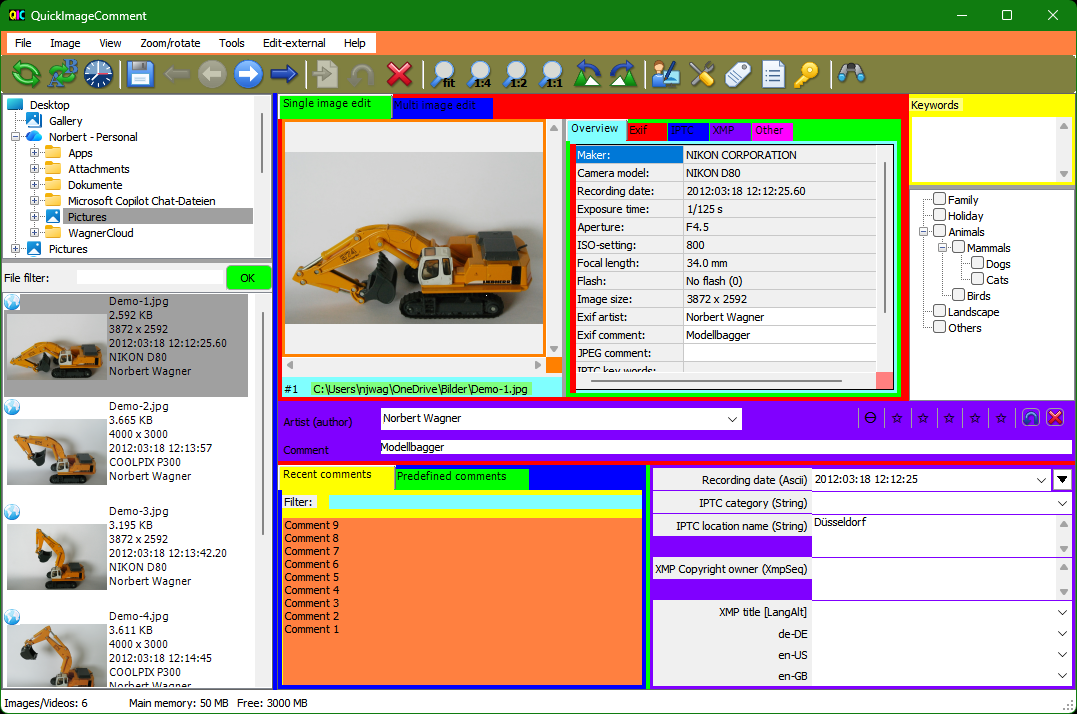 QIC QuickImageComment
File Image View Zoom/rotate Tools Edit-external Help
fit 1:4 1:2 1:1
Desktop
Gallery
Norbert - Personal
Apps
Attachments
Dokumente
Microsoft Copilot Chat-Dateien
Pictures
WagnerCloud
Pictures
File filter: OK
Demo-1.jpg
2.592 KB
3872 x 2592
2012:03:18 12:12:25.60
NIKON D80
Norbert Wagner
Demo-2.jpg
3.665 KB
4000 x 3000
2012:03:18 12:13:57
COOLPIX P300
Norbert Wagner
Demo-3.jpg
3.195 KB
3872 x 2592
2012:03:18 12:13:42.20
NIKON D80
Norbert Wagner
Demo-4.jpg
3.611 KB
4000 x 3000
2012:03:18 12:14:45
COOLPIX P300
Norbert Wagner
Single image edit Multi image edit
#1 C:\Users\njwag\OneDrive\Bilder\Demo-1.jpg
Overview Exif IPTC XMP Other
Maker: NIKON CORPORATION
Camera model: NIKON D80
Recording date: 2012:03:18 12:12:25.60
Exposure time: 1/125 s
Aperture: F4.5
ISO-setting: 800
Focal length: 34.0 mm
Flash: No flash (0)
Image size: 3872 x 2592
Exif artist: Norbert Wagner
Exif comment: Modellbagger
JPEG comment:
IPTC key words:
Keywords
Family
Holiday
Animals
Mammals
Dogs
Cats
Birds
Landscape
Others
Artist (author) Norbert Wagner
Comment Modellbagger
Recent comments Predefined comments
Filter:
Comment 9
Comment 8
Comment 7
Comment 6
Comment 5
Comment 4
Comment 3
Comment 2
Comment 1
Recording date (Ascii) 2012:03:18 12:12:25
IPTC category (String)
IPTC location name (String) Düsseldorf
XMP Copyright owner (XmpSeq)
XMP title [LangAlt]
de-DE
en-US
en-GB
Images/Videos: 6 Main memory: 50 MB Free: 3000 MB